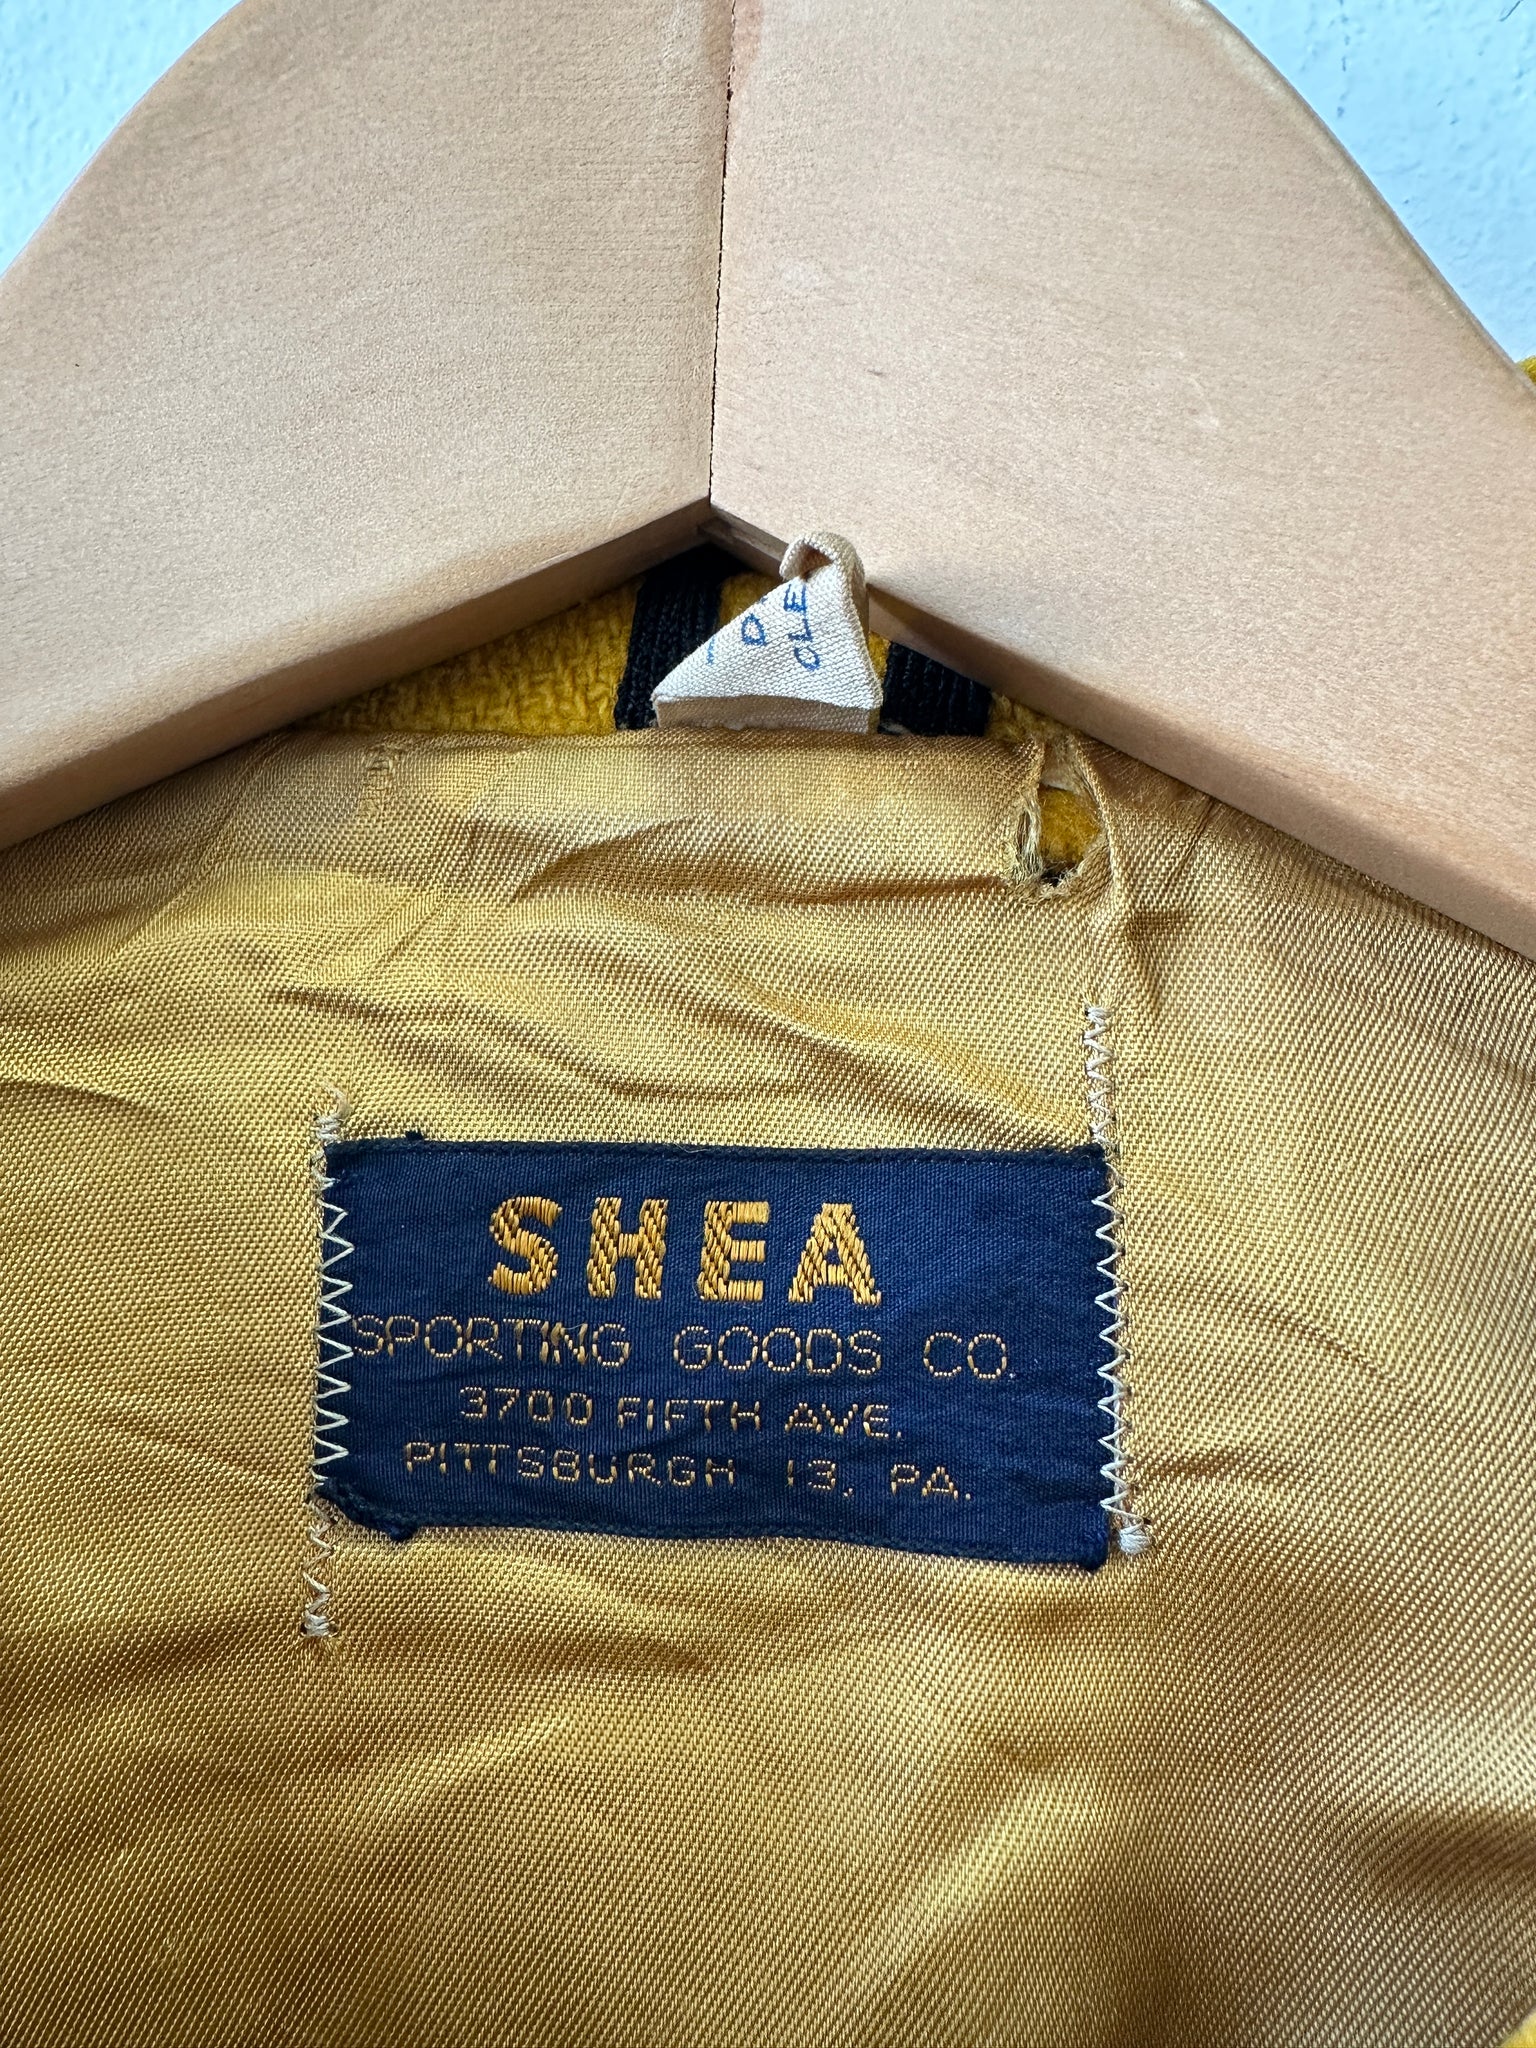 SHEA
SPORTING GOODS CO.
3700 FIFTH AVE.
PITTSBURGH 13, PA.